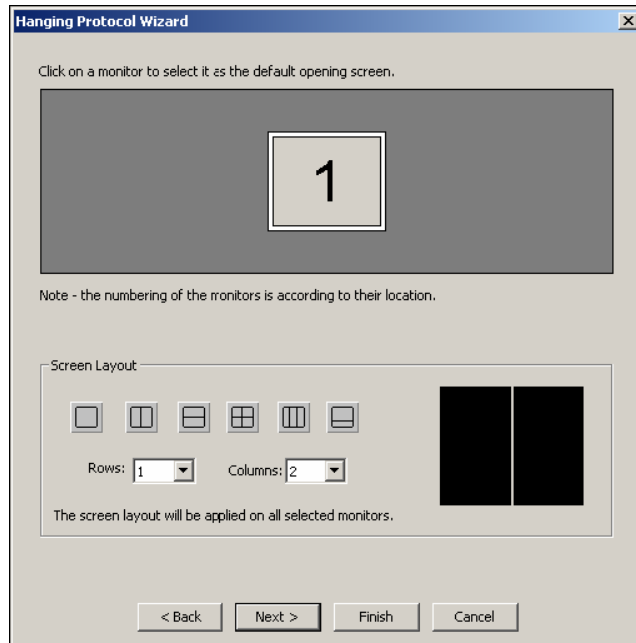 Hanging Protocol Wizard
Click on a monitor to select it as the default opening screen.
1
Note - the numbering of the monitors is according to their location.
Screen Layout
Rows: 1 Columns: 2
The screen layout will be applied on all selected monitors.
< Back Next > Finish Cancel